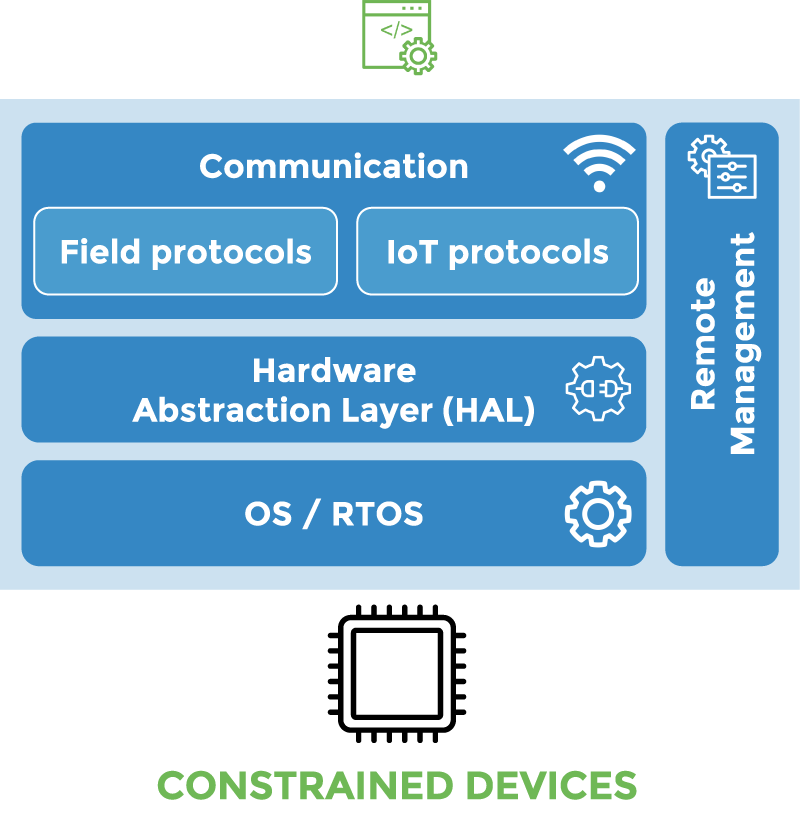 </>
Communication
Field protocols
IoT protocols
Hardware
Abstraction Layer (HAL)
OS / RTOS
Remote
Management
CONSTRAINED DEVICES